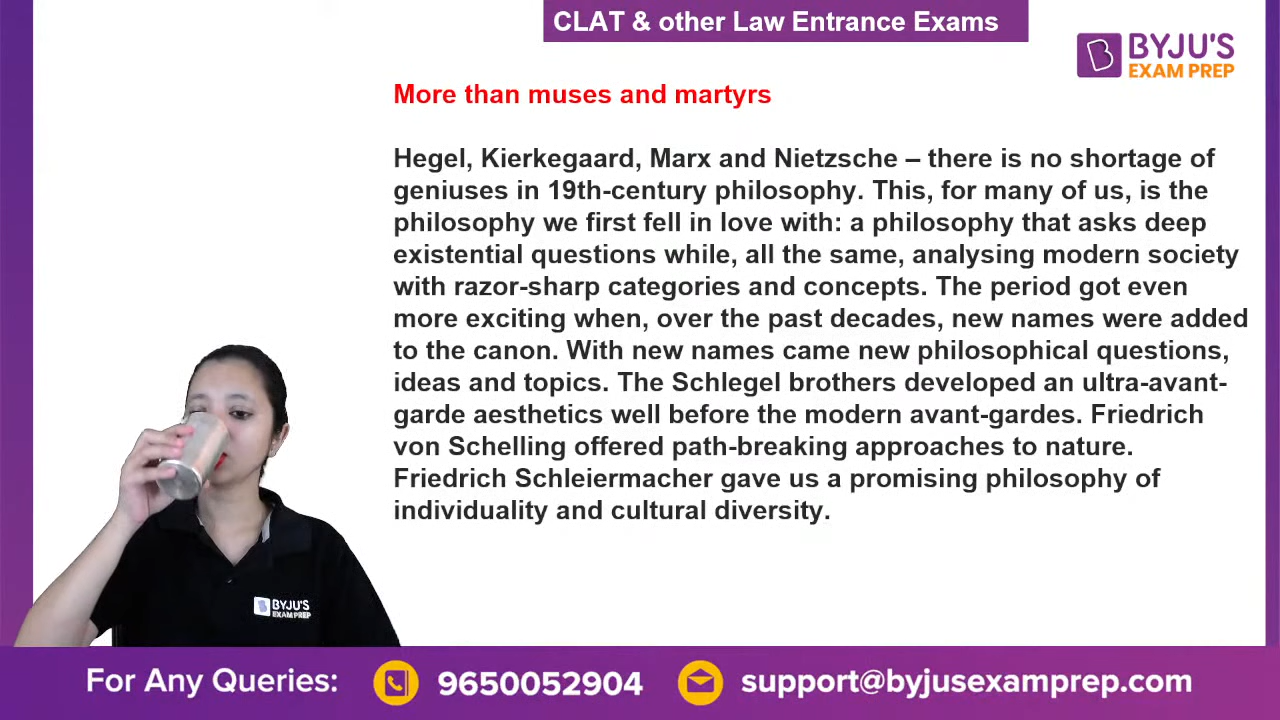 CLAT & other Law Entrance Exams
BYJU'S
EXAM PREP
More than muses and martyrs
Hegel, Kierkegaard, Marx and Nietzsche – there is no shortage of
geniuses in 19th-century philosophy. This, for many of us, is the
philosophy we first fell in love with: a philosophy that asks deep
existential questions while, all the same, analysing modern society
with razor-sharp categories and concepts. The period got even
more exciting when, over the past decades, new names were added
to the canon. With new names came new philosophical questions,
ideas and topics. The Schlegel brothers developed an ultra-avant-
garde aesthetics well before the modern avant-gardes. Friedrich
von Schelling offered path-breaking approaches to nature.
Friedrich Schleiermacher gave us a promising philosophy of
individuality and cultural diversity.
BYJU'S
EXAM PREP
For Any Queries: 9650052904 support@byjusexamprep.com